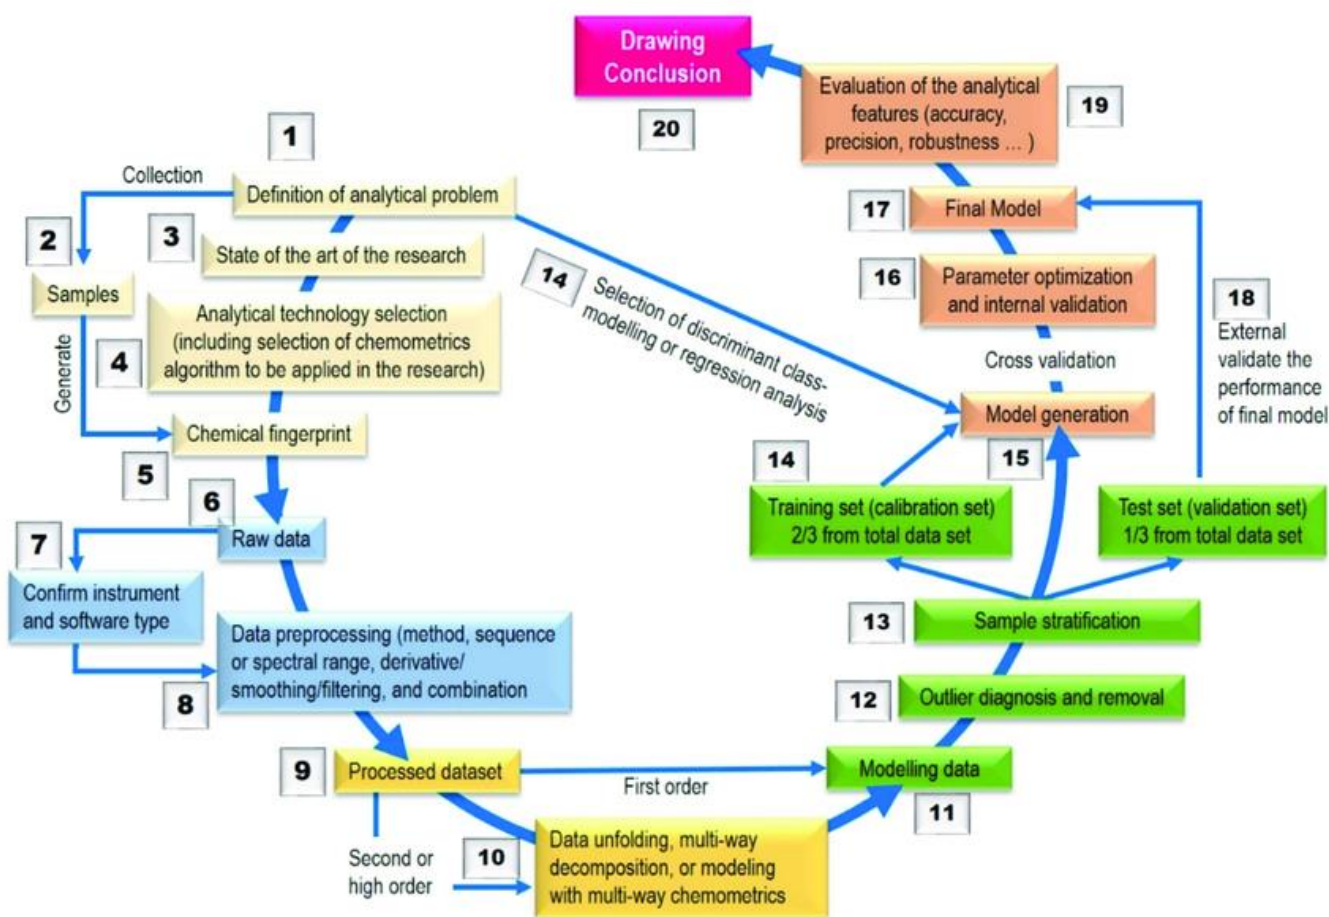 Drawing
Conclusion
20
Evaluation of the analytical
features (accuracy,
precision, robustness ... )
19
1
Collection
Definition of analytical problem
2
3
State of the art of the research
Samples
Generate
4
Analytical technology selection
(including selection of chemometrics
algorithm to be applied in the research)
5
Chemical fingerprint
14
Selection of discriminant class-
modelling or regression analysis
17
Final Model
16
Parameter optimization
and internal validation
18
External
validate the
performance
of final model
Cross validation
Model generation
15
14
Training set (calibration set)
2/3 from total data set
Test set (validation set)
1/3 from total data set
6
Raw data
7
Confirm instrument
and software type
8
Data preprocessing (method, sequence
or spectral range, derivative/
smoothing/filtering, and combination
13
Sample stratification
12
Outlier diagnosis and removal
9
Processed dataset
First order
Modelling data
11
Second or
high order
10
Data unfolding, multi-way
decomposition, or modeling
with multi-way chemometrics